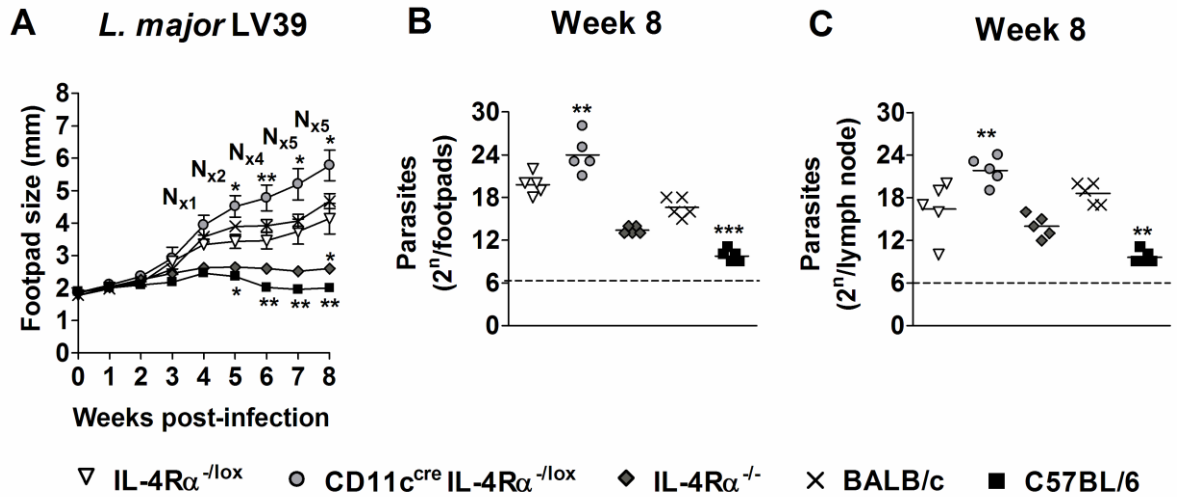 A
L. major LV39
Footpad size (mm)
8
7
6
5
4
3
2
1
0
Nx1
Nx2
Nx4
Nx5
Nx5
*
**
*
*
*
*
**
**
**
0 1 2 3 4 5 6 7 8
Weeks post-infection
B
Week 8
Parasites
(2ⁿ/footpads)
30
24
18
12
6
0
**
***
C
Week 8
Parasites
(2ⁿ/lymph node)
30
24
18
12
6
0
**
**
IL-4Rα-/lox CD11ccre IL-4Rα-/lox IL-4Rα-/- BALB/c C57BL/6